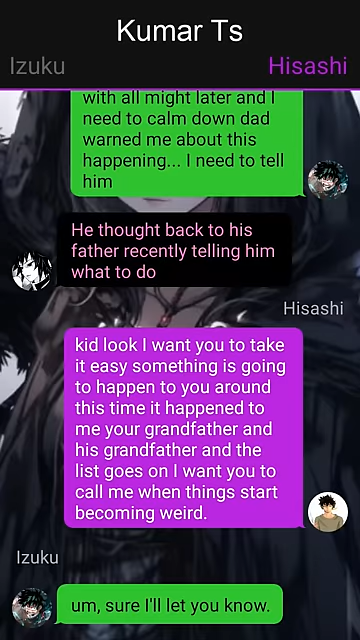 Kumar Ts
Izuku
Hisashi
with all might later and I
need to calm down dad
warned me about this
happening... I need to tell
him
He thought back to his
father recently telling him
what to do
Hisashi
kid look I want you to take
it easy something is going
to happen to you around
this time it happened to
me your grandfather and
his grandfather and the
list goes on I want you to
call me when things start
becoming weird.
Izuku
um, sure I'll let you know.